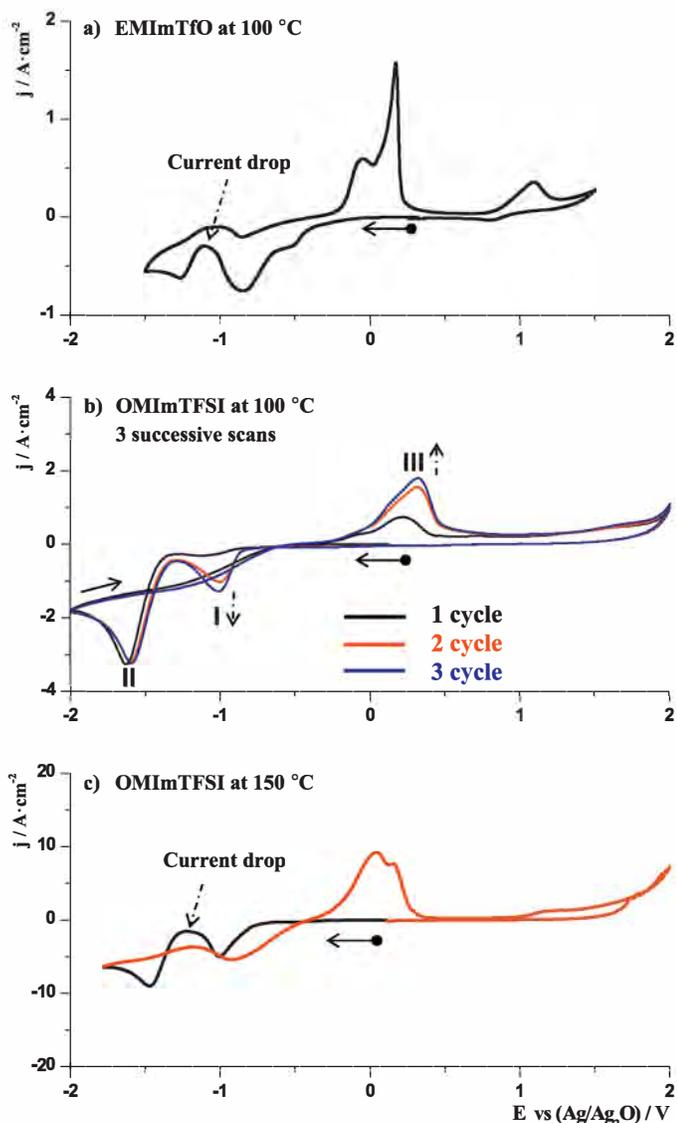 a) EMImTfO at 100 °C
j / A·cm-2
Current drop
2
1
0
-1
-2 -1 0 1 2
b) OMImTFSI at 100 °C
3 successive scans
j / A·cm-2
III
I
II
1 cycle
2 cycle
3 cycle
4
2
0
-2
-4
-2 -1 0 1 2
c) OMImTFSI at 150 °C
j / A·cm-2
Current drop
20
10
0
-10
-20
-2 -1 0 1 2
E vs (Ag/Ag2O) / V